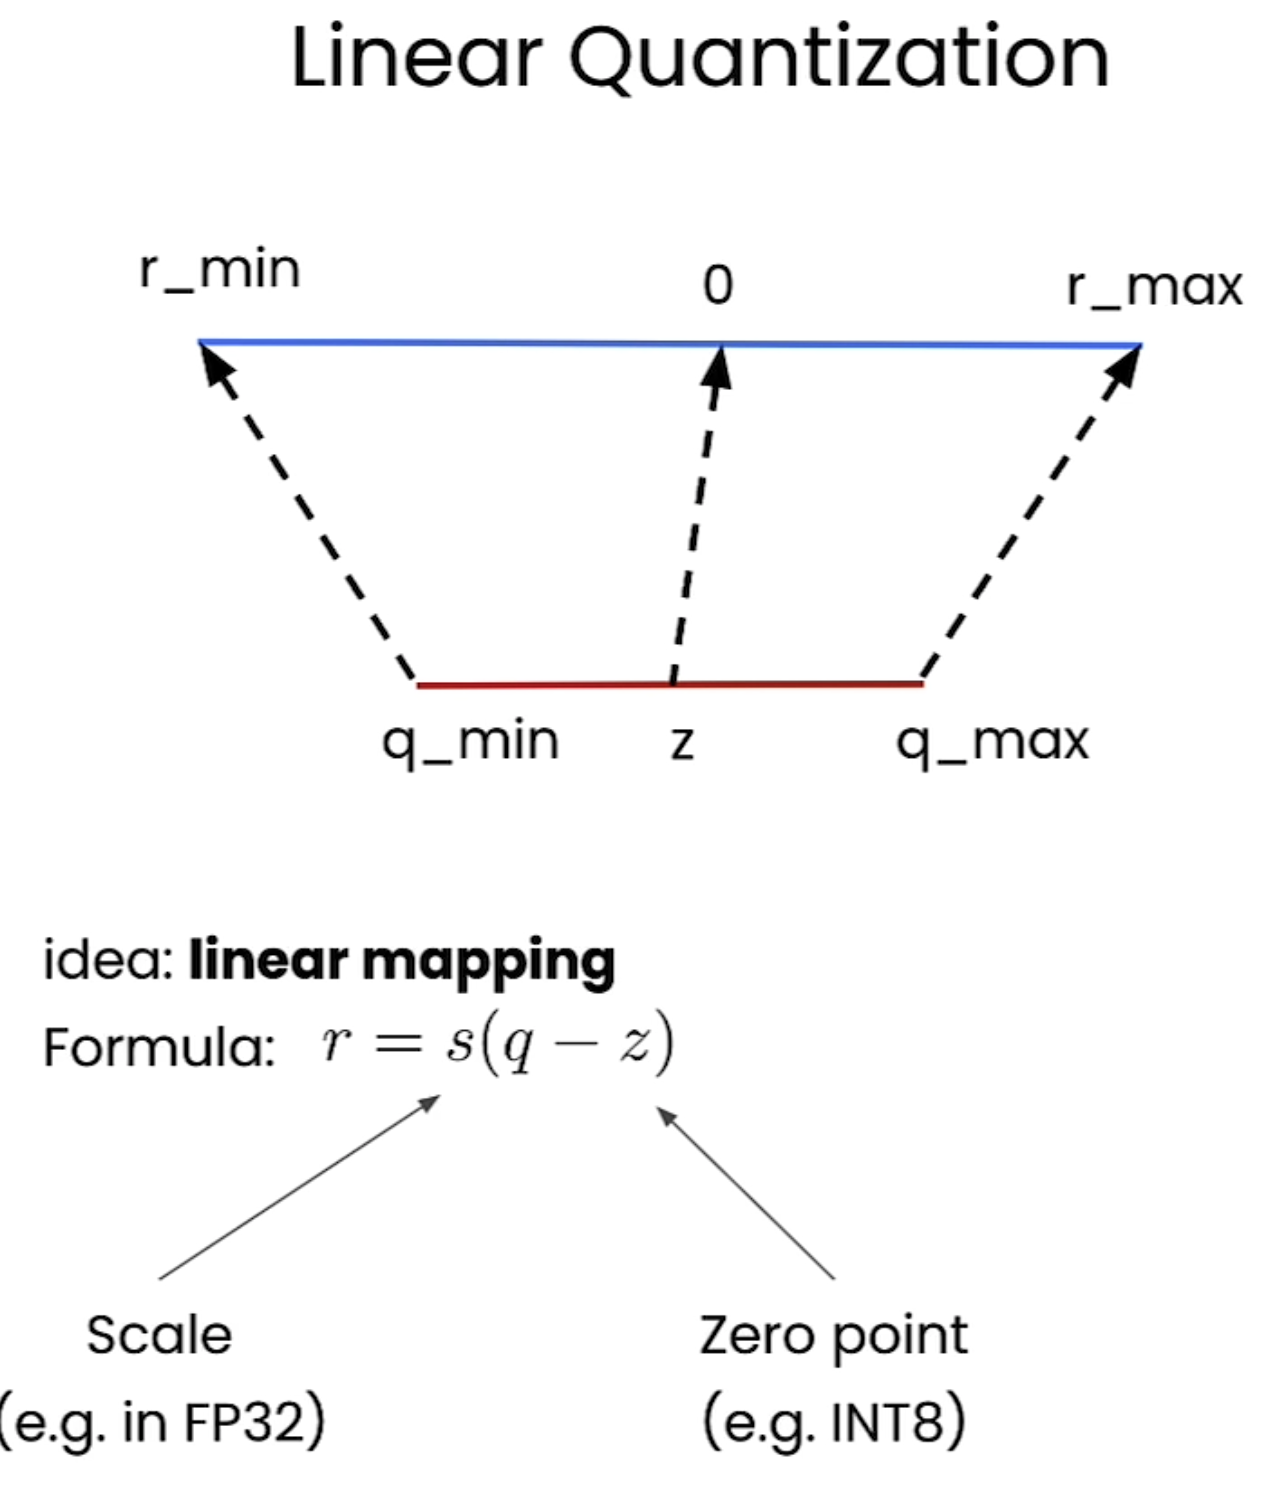 Linear Quantization
r_min 0 r_max
q_min z q_max
idea: linear mapping
Formula: r = s(q − z)
Scale Zero point
(e.g. in FP32) (e.g. INT8)